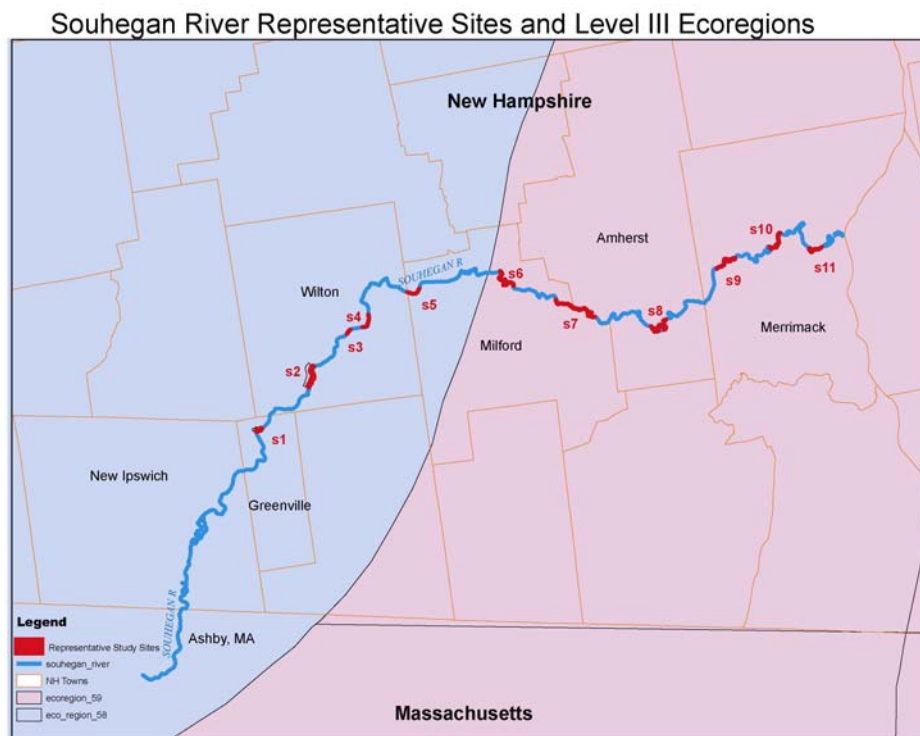 Souhegan River Representative Sites and Level III Ecoregions
New Hampshire
s10
Amherst
s11
s9
SOUHEGAN R
s6
Wilton
s5
s4
s8
s7
Merrimack
s3
Milford
s2
s1
New Ipswich
Greenville
Legend
Representative Study Sites
SOUHEGAN R
Ashby, MA
souhegan_river
NH Towns
ecoregion_59
eco_region_58
Massachusetts